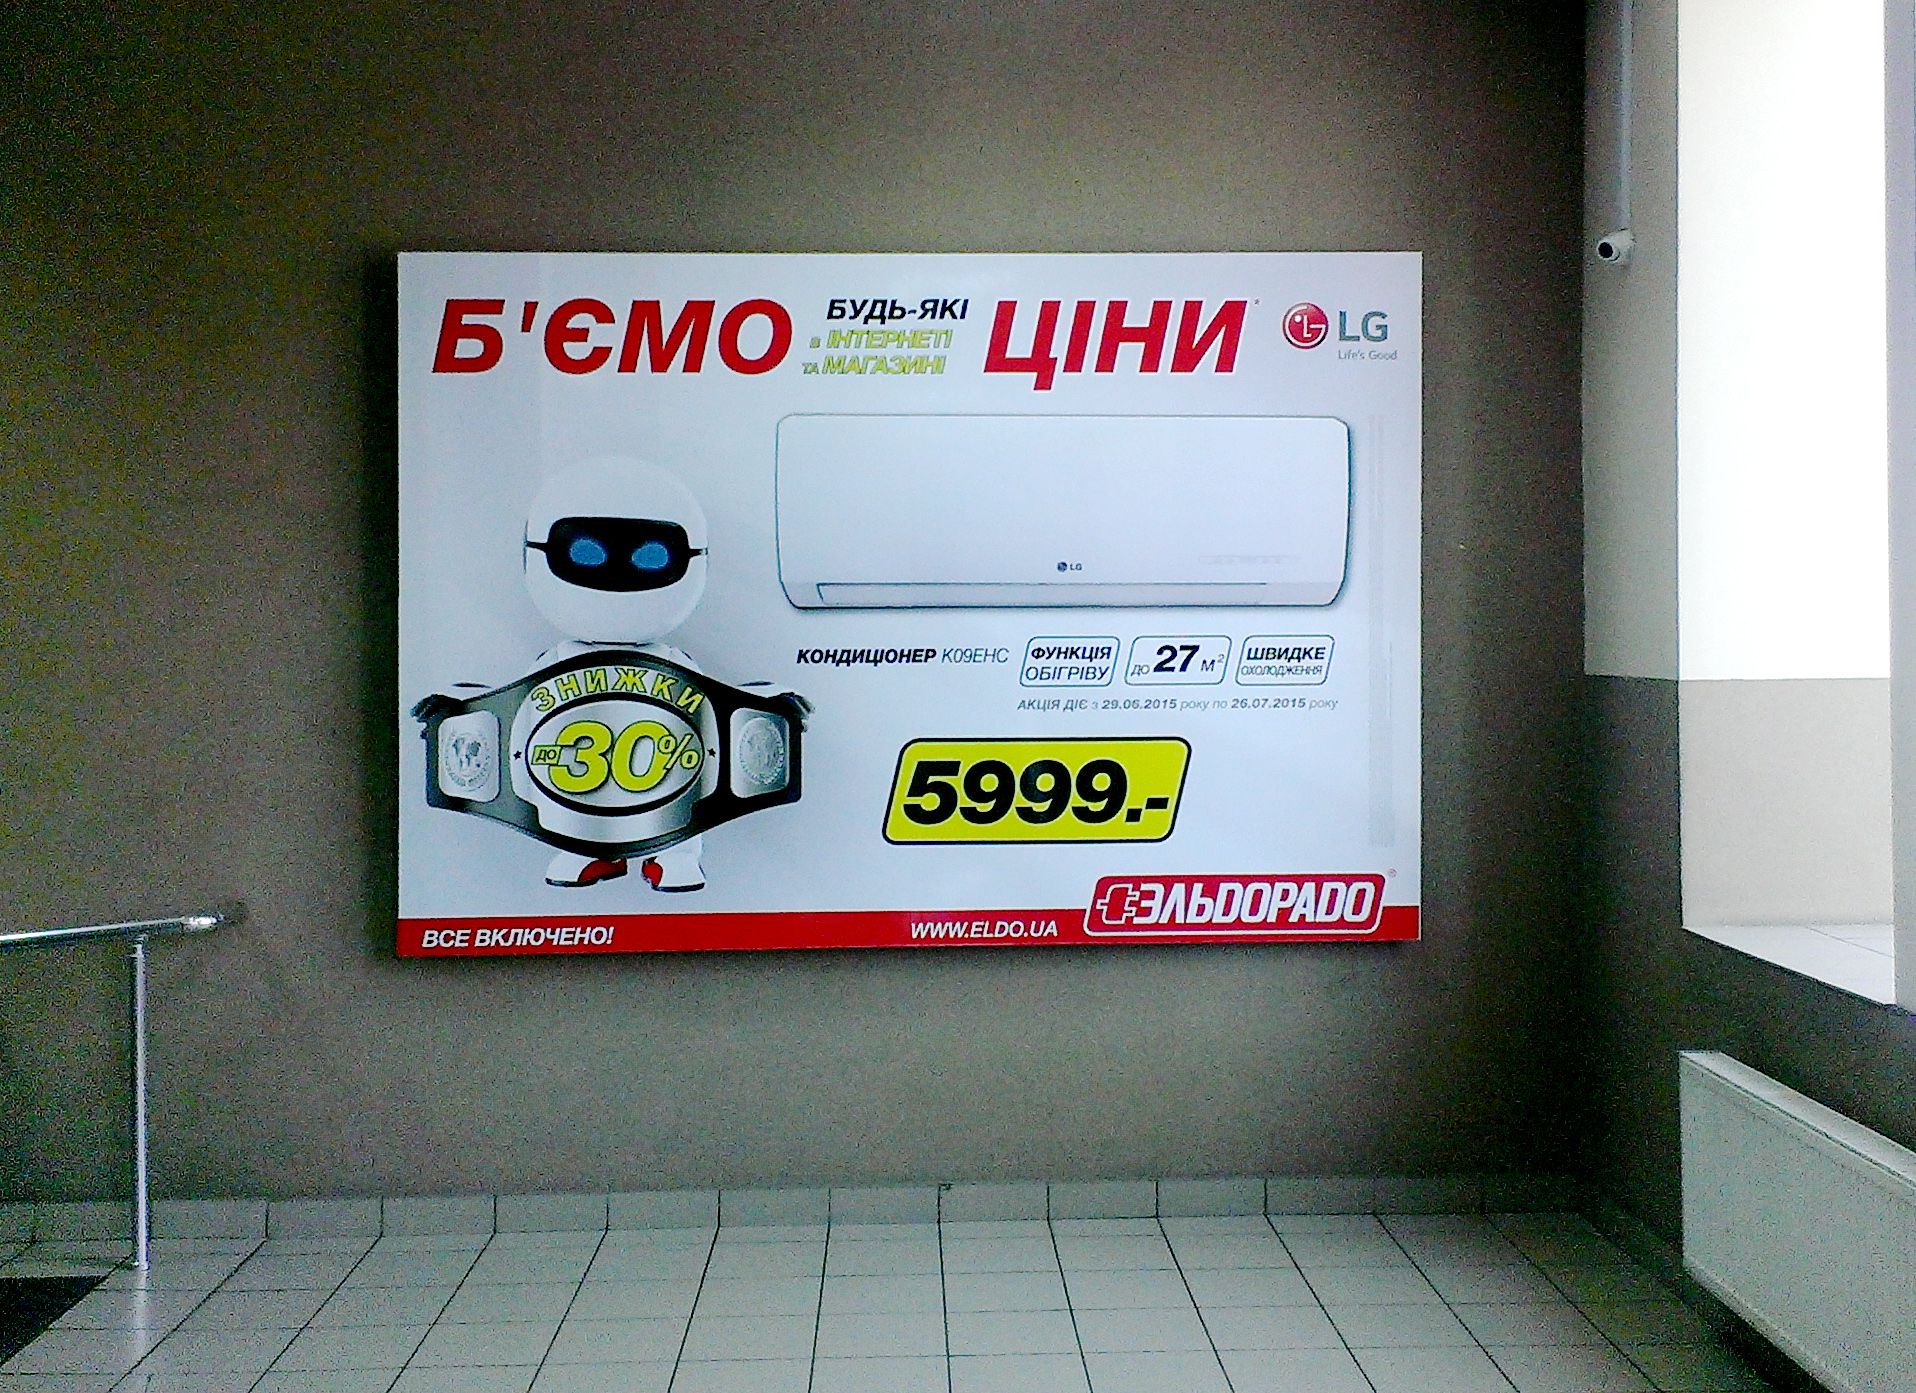 Б'ЄМО БУДЬ-ЯКІ ЦІНИ*
в ІНТЕРНЕТІ
та МАГАЗИНІ
LG
Life's Good
LG
КОНДИЦІОНЕР K09EHC
ФУНКЦІЯ
ОБІГРІВУ
ДО 27 М²
ШВИДКЕ
ОХОЛОДЖЕННЯ
АКЦІЯ ДІЄ з 29.06.2015 року по 26.07.2015 року
ЗНИЖКИ
ДО 30%
5999.-
ВСЕ ВКЛЮЧЕНО!
WWW.ELDO.UA
ЭЛЬDОРАDО®